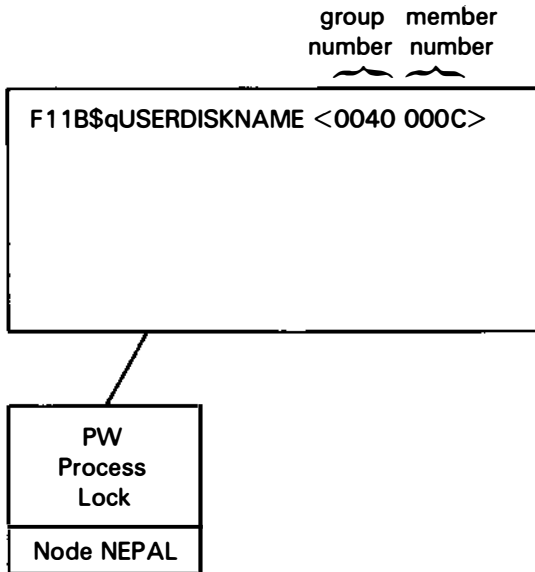 group member
number number
F11B$qUSERDISKNAME <0040 000C>
PW
Process
Lock
Node NEPAL